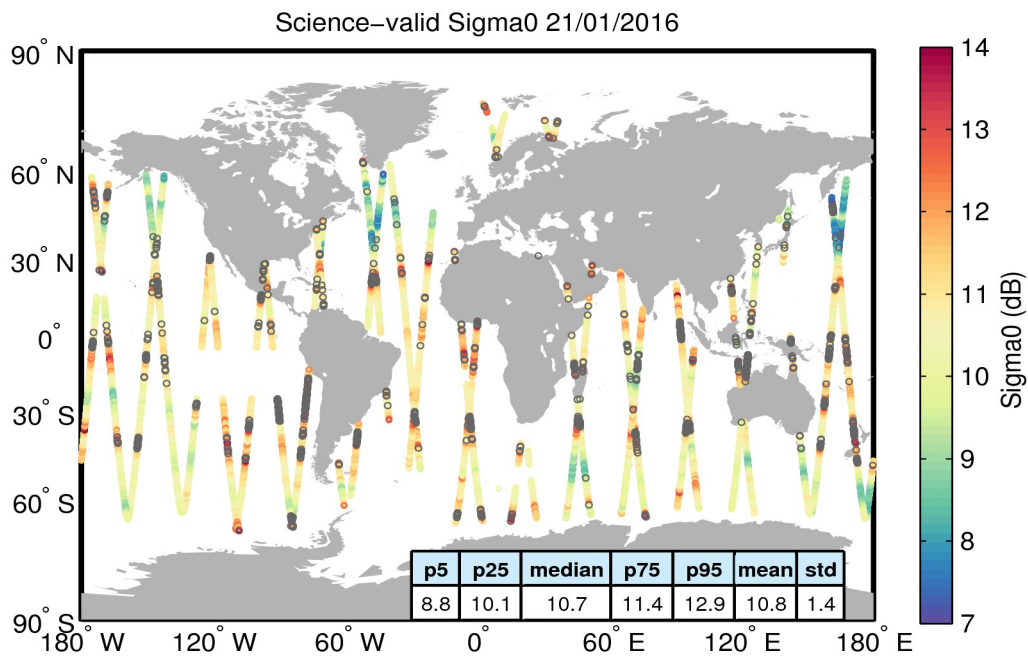 Science−valid Sigma0 21/01/2016
90° N
60° N
30° N
0°
30° S
60° S
90° S
180° W
120° W
60° W
0°
60° E
120° E
180° E
p5 p25 median p75 p95 mean std
8.8 10.1 10.7 11.4 12.9 10.8 1.4
14
13
12
11
10
9
8
7
Sigma0 (dB)